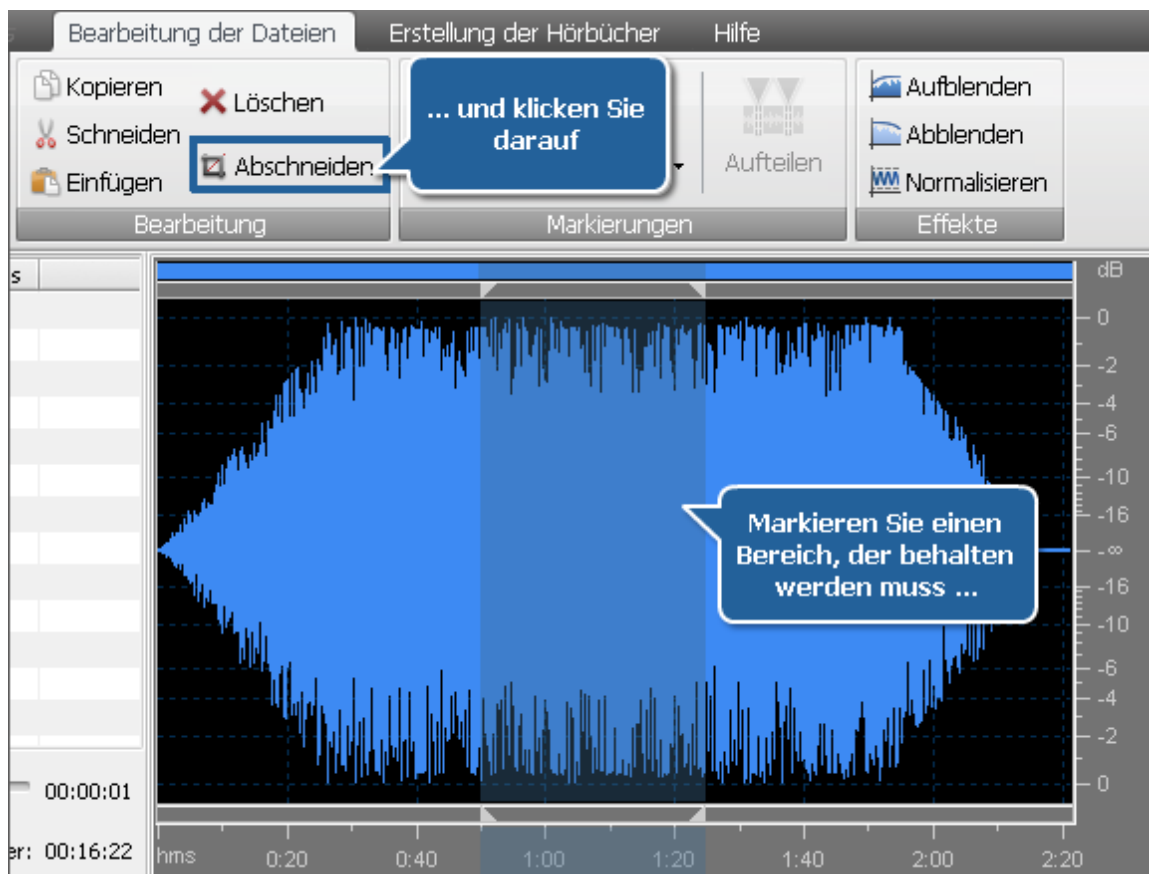 Bearbeitung der Dateien Erstellung der Hörbücher Hilfe
Kopieren
Schneiden
Einfügen
Löschen
Abschneiden
Bearbeitung
... und klicken Sie
darauf
Markierungen
Aufteilen
Aufblenden
Abblenden
Normalisieren
Effekte
s
dB
0
-2
-4
-6
-10
-16
-∞
-16
-10
-6
-4
-2
0
Markieren Sie einen
Bereich, der behalten
werden muss ...
00:00:01
er: 00:16:22
hms 0:20 0:40 1:00 1:20 1:40 2:00 2:20